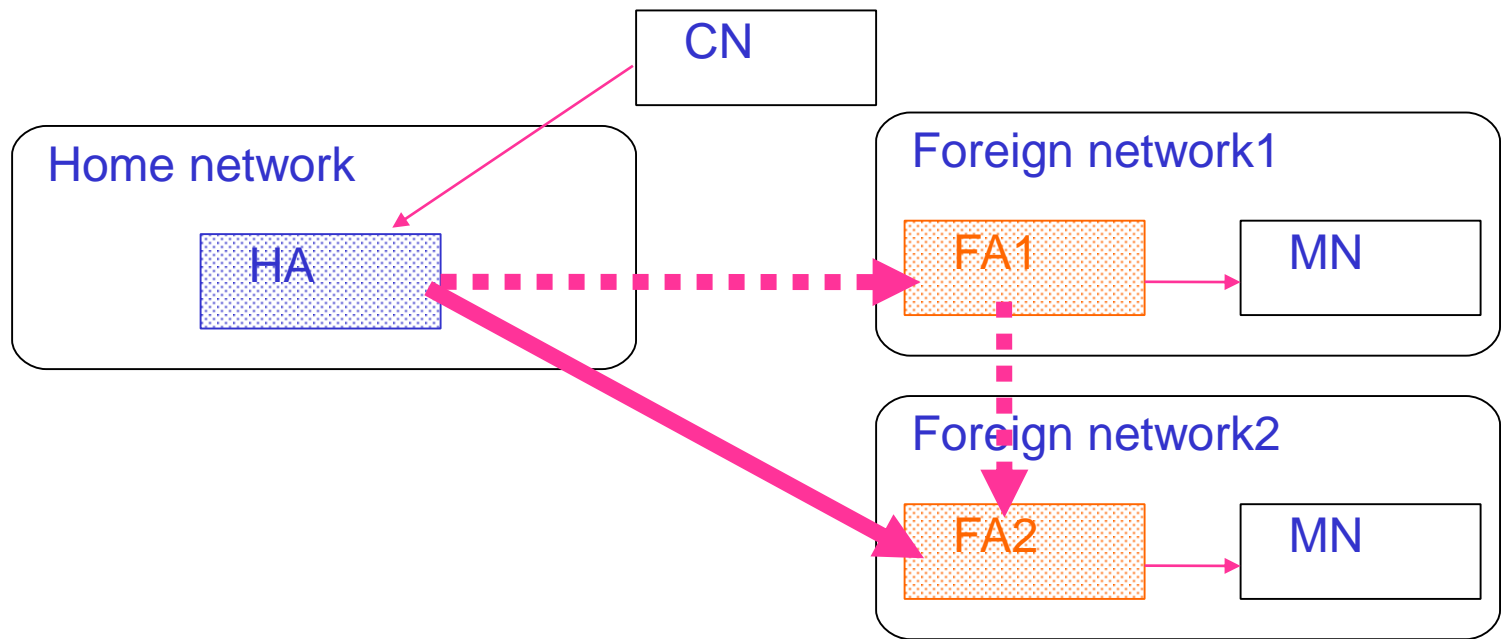 CN
Home network
Foreign network1
HA
FA1
MN
Foreign network2
FA2
MN